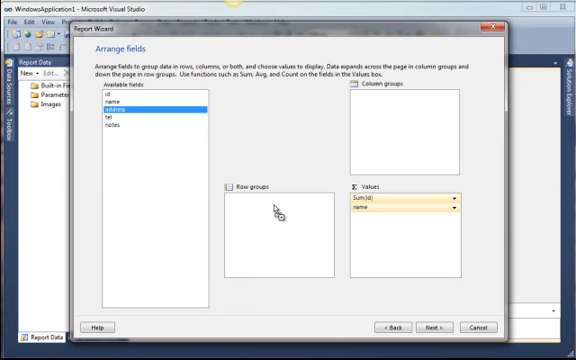 WindowsApplication1 - Microsoft Visual Studio
File Edit View
Report Wizard
Report Data
New Edit...
Built-in Fi
Parameter
Images
Data Sources
Toolbox
Solution Explorer
Arrange fields
Arrange fields to group data in rows, columns, or both, and choose values to display. Data expands across the page in column groups and
down the page in row groups. Use functions such as Sum, Avg, and Count on the fields in the Values box.
Available fields
id
name
address
tel
notes
Column groups
Row groups
Σ Values
Sum(id)
name
Help
< Back
Next >
Cancel
Report Data